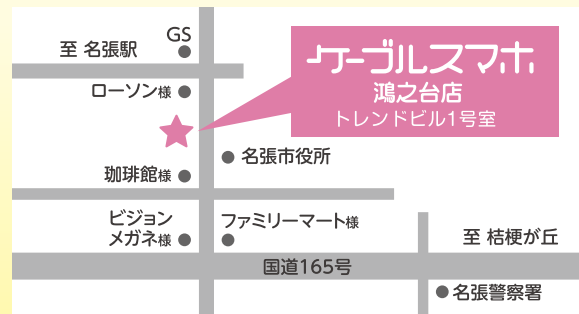 GS
至 名張駅
ケーブルスマホ
鴻之台店
トレンドビル1号室
ローソン様
名張市役所
珈琲館様
ビジョン
メガネ様
ファミリーマート様
至 桔梗が丘
国道165号
名張警察署